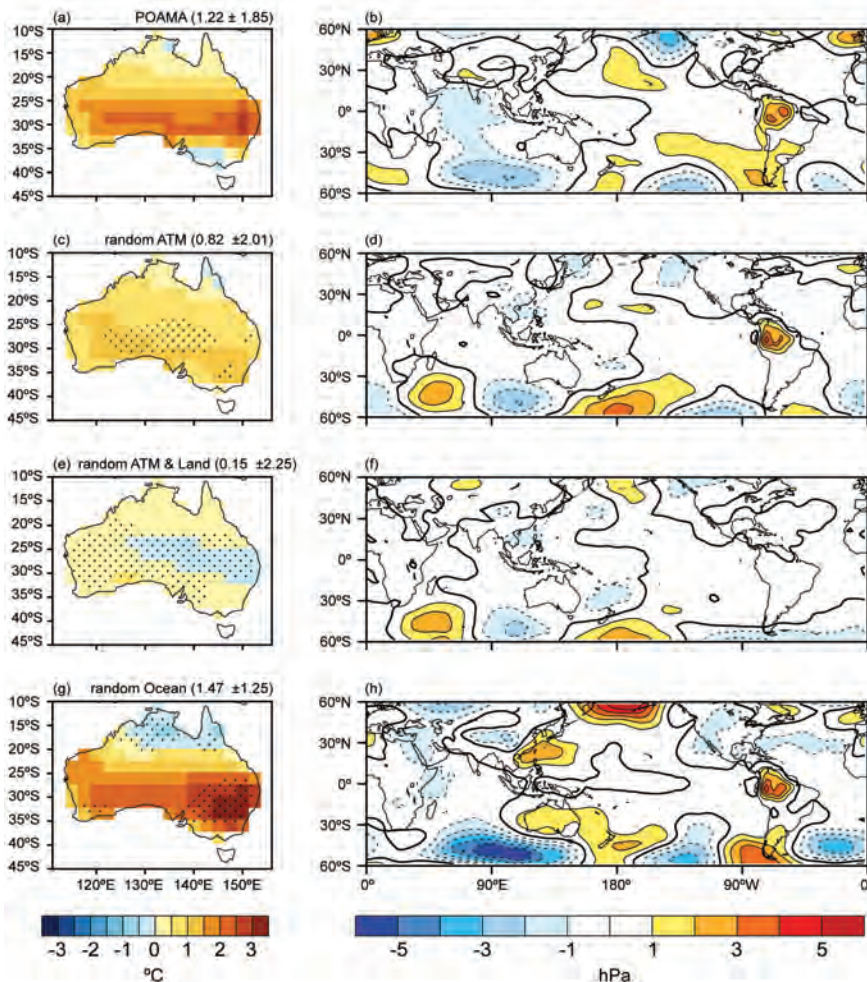 (a) POAMA (1.22 ± 1.85)
10ºS
15ºS
20ºS
25ºS
30ºS
35ºS
40ºS
45ºS
(b)
60ºN
30ºN
0º
30ºS
60ºS
(c) random ATM (0.82 ±2.01)
10ºS
15ºS
20ºS
25ºS
30ºS
35ºS
40ºS
45ºS
(d)
60ºN
30ºN
0º
30ºS
60ºS
(e) random ATM & Land (0.15 ±2.25)
10ºS
15ºS
20ºS
25ºS
30ºS
35ºS
40ºS
45ºS
(f)
60ºN
30ºN
0º
30ºS
60ºS
(g) random Ocean (1.47 ±1.25)
10ºS
15ºS
20ºS
25ºS
30ºS
35ºS
40ºS
45ºS
120ºE 130ºE 140ºE 150ºE
(h)
60ºN
30ºN
0º
30ºS
60ºS
0º 90ºE 180º 90ºW 0
-3 -2 -1 0 1 2 3
ºC
-5 -3 -1 1 3 5
hPa